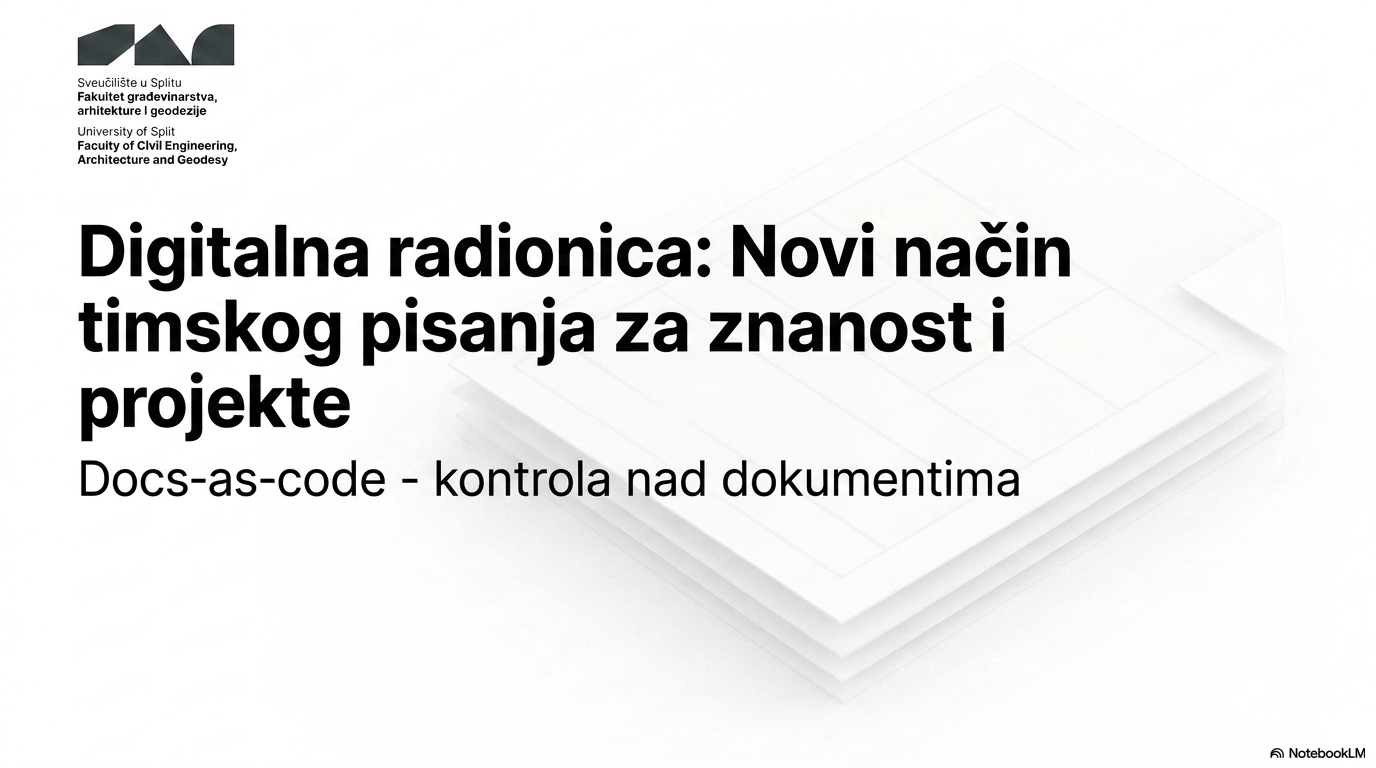 Sveučilište u Splitu
Fakultet građevinarstva,
arhitekture I geodezije
University of Split
Faculty of CIvil Engineering,
Architecture and Geodesy
Digitalna radionica: Novi način
timskog pisanja za znanost i
projekte
Docs-as-code - kontrola nad dokumentima
NotebookLM